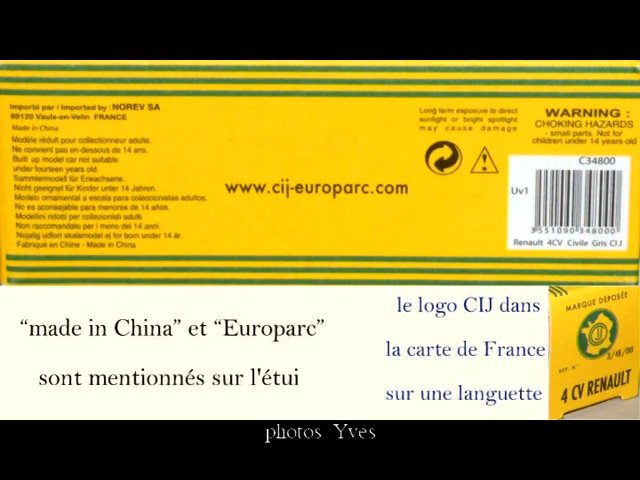 Importé par / Imported by : NOREV SA
69120 Vaulx-en-Velin FRANCE
Made in China
Modèle réduit pour collectionneur adulte.
Ne convient pas en-dessous de 14 ans.
Built up model car not suitable
under fourteen years old.
Sammlermodell für Erwachsene.
Nicht geeignet für Kinder unter 14 Jahren.
Modelo ornamental a escala para coleccionistas adultos.
No es aconsejable para menores de 14 años.
Modellini ridotti per collezionisti adulti
Non raccomandato per i meno dei 14 anni.
Nojatig udfort skalamodel ej for born under 14 år.
Fabriqué en Chine - Made in China
www.cij-europarc.com
Long term exposure to direct
sunlight or bright spotlight
may cause damage
WARNING :
CHOKING HAZARDS
- small parts. Not for
children under 14 years old
C34800
Uv1
3551090348000
Renault 4CV Civile Gris CIJ
“made in China” et “Europarc”
sont mentionnés sur l'étui
le logo CIJ dans
la carte de France
sur une languette
MARQUE DÉPOSÉE
CIJ
3/48/00
REF. N°
4 CV RENAULT
photos Yves